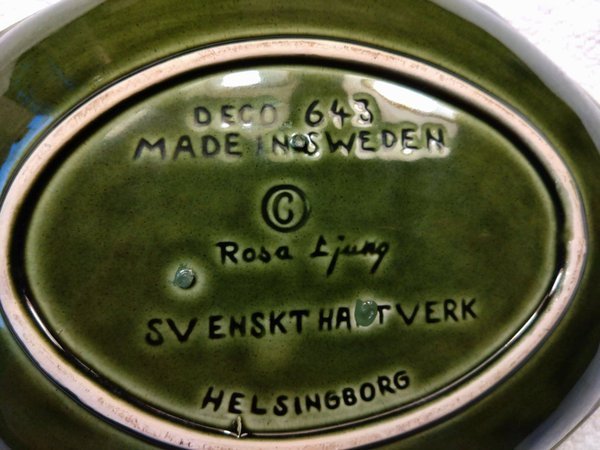 DECO 643
MADE IN SWEDEN
©
Rosa Ljung
SVENSKT HANTVERK
HELSINGBORG